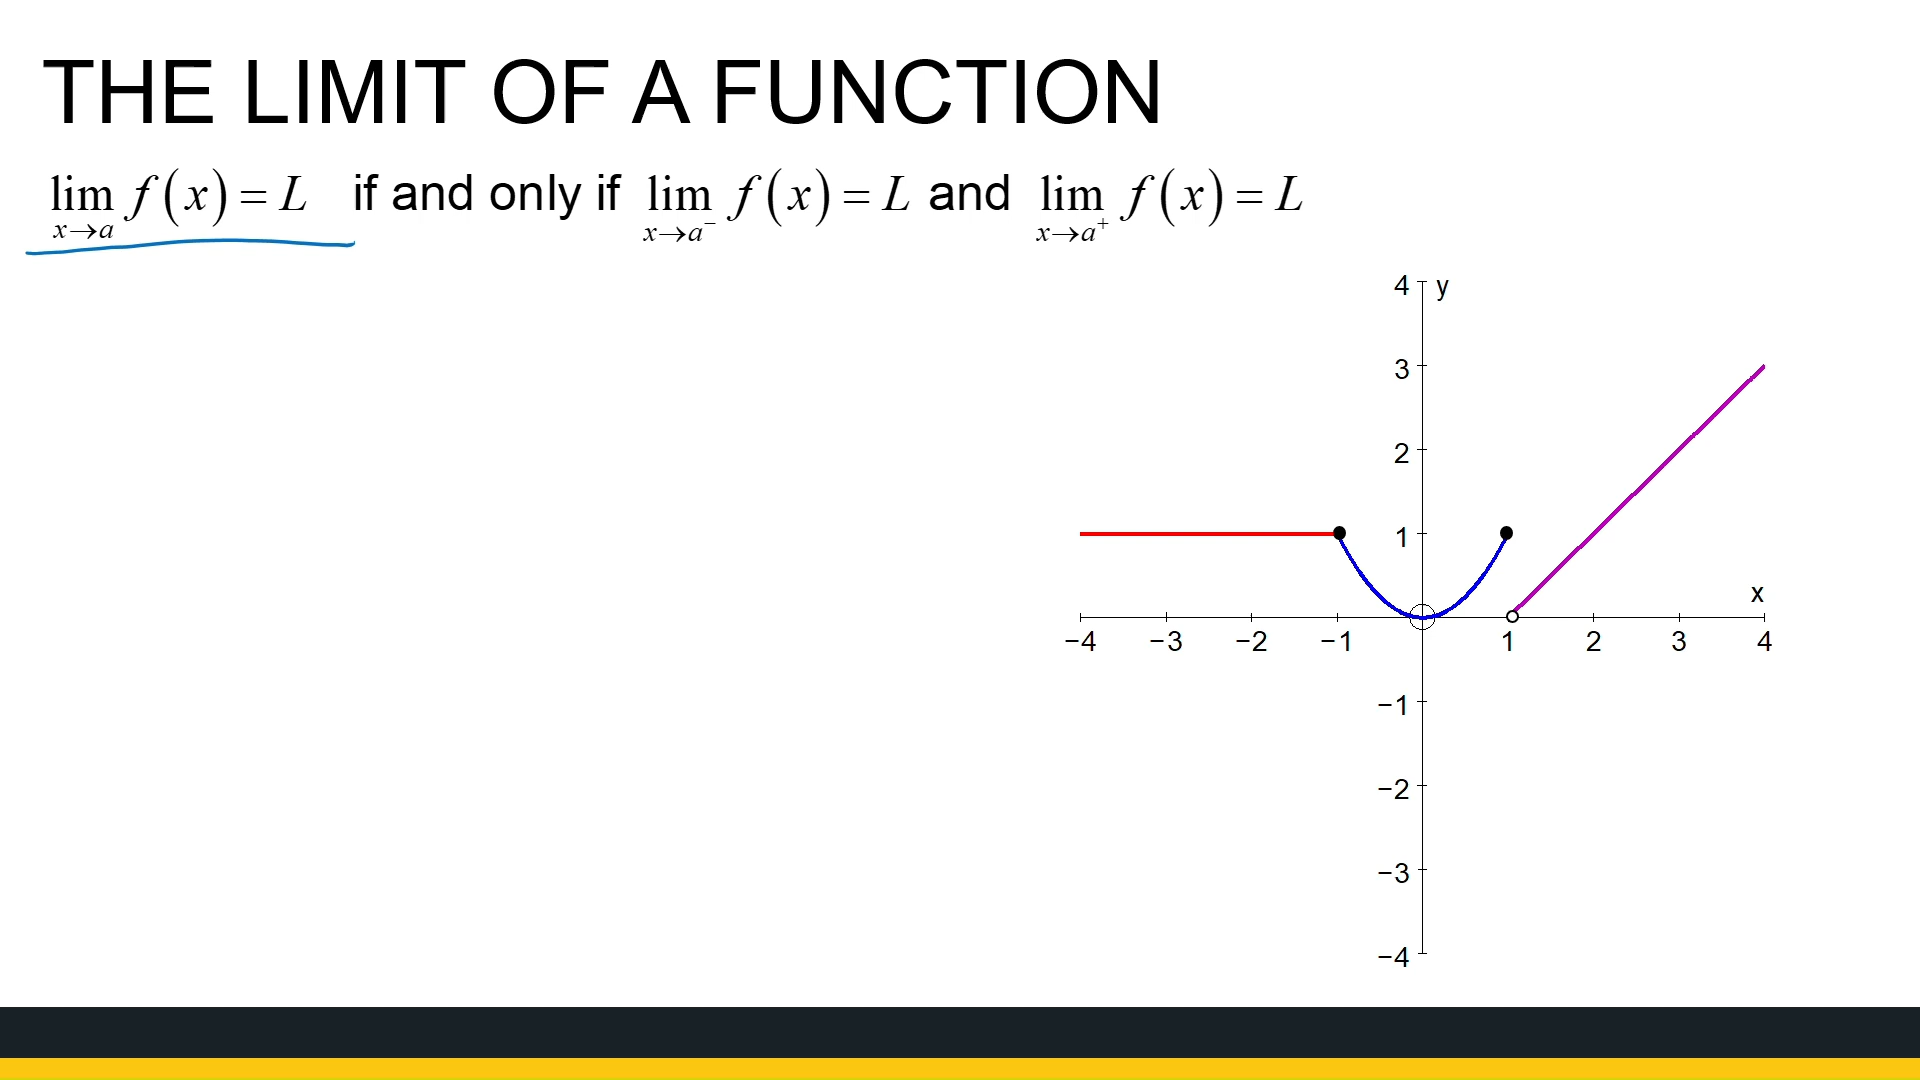 THE LIMIT OF A FUNCTION
lim f(x) = L if and only if lim f(x) = L and lim f(x) = L
x→a x→a⁻ x→a⁺
4 y
3
2
1
x
−4 −3 −2 −1 1 2 3 4
−1
−2
−3
−4